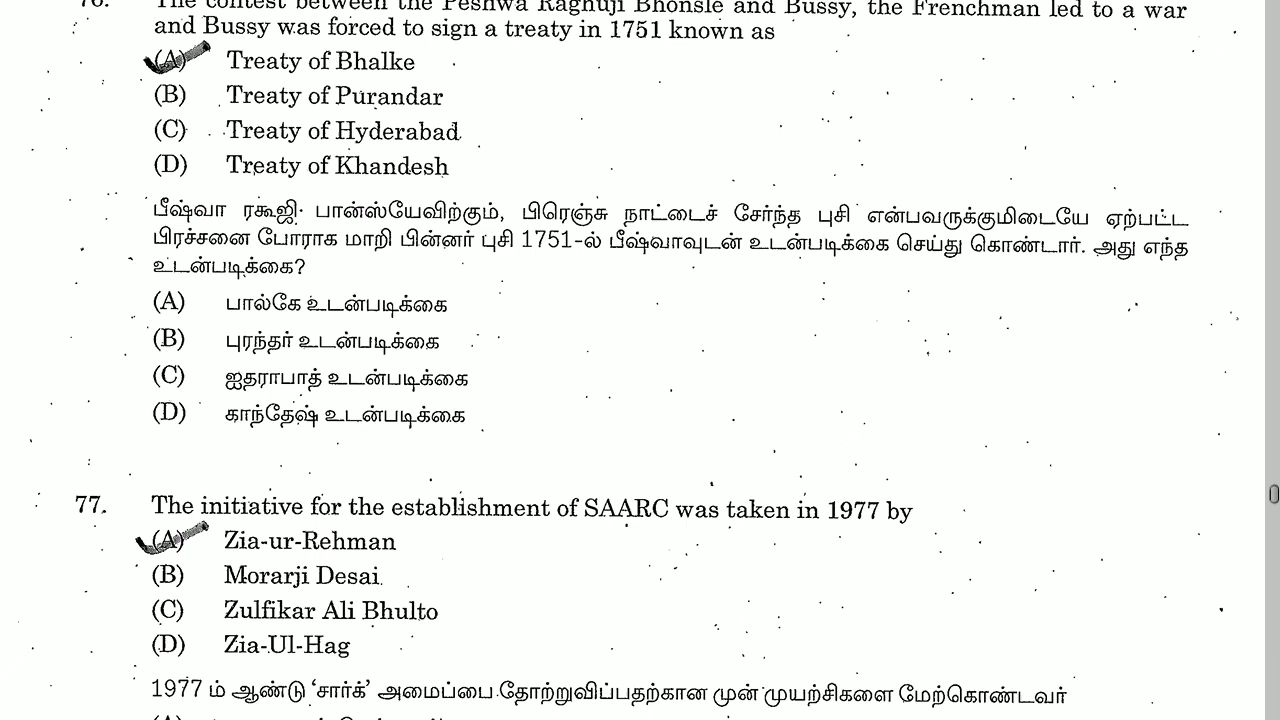 76.
The contest between the Peshwa Raghuji Bhonsle and Bussy, the Frenchman led to a war
and Bussy was forced to sign a treaty in 1751 known as
(A) Treaty of Bhalke
(B) Treaty of Purandar
(C) Treaty of Hyderabad
(D) Treaty of Khandesh
பீஷ்வா ரகூஜி பான்ஸ்யேவிற்கும், பிரெஞ்சு நாட்டைச் சேர்ந்த புசி என்பவருக்குமிடையே ஏற்பட்ட
பிரச்சனை போராக மாறி பின்னர் புசி 1751-ல் பீஷ்வாவுடன் உடன்படிக்கை செய்து கொண்டார். அது எந்த
உடன்படிக்கை?
(A) பால்கே உடன்படிக்கை
(B) புரந்தர் உடன்படிக்கை
(C) ஐதராபாத் உடன்படிக்கை
(D) காந்தேஷ் உடன்படிக்கை
77. The initiative for the establishment of SAARC was taken in 1977 by
(A) Zia-ur-Rehman
(B) Morarji Desai
(C) Zulfikar Ali Bhulto
(D) Zia-Ul-Hag
1977 ம் ஆண்டு ‘சார்க்’ அமைப்பை தோற்றுவிப்பதற்கான முன் முயற்சிகளை மேற்கொண்டவர்
(A)